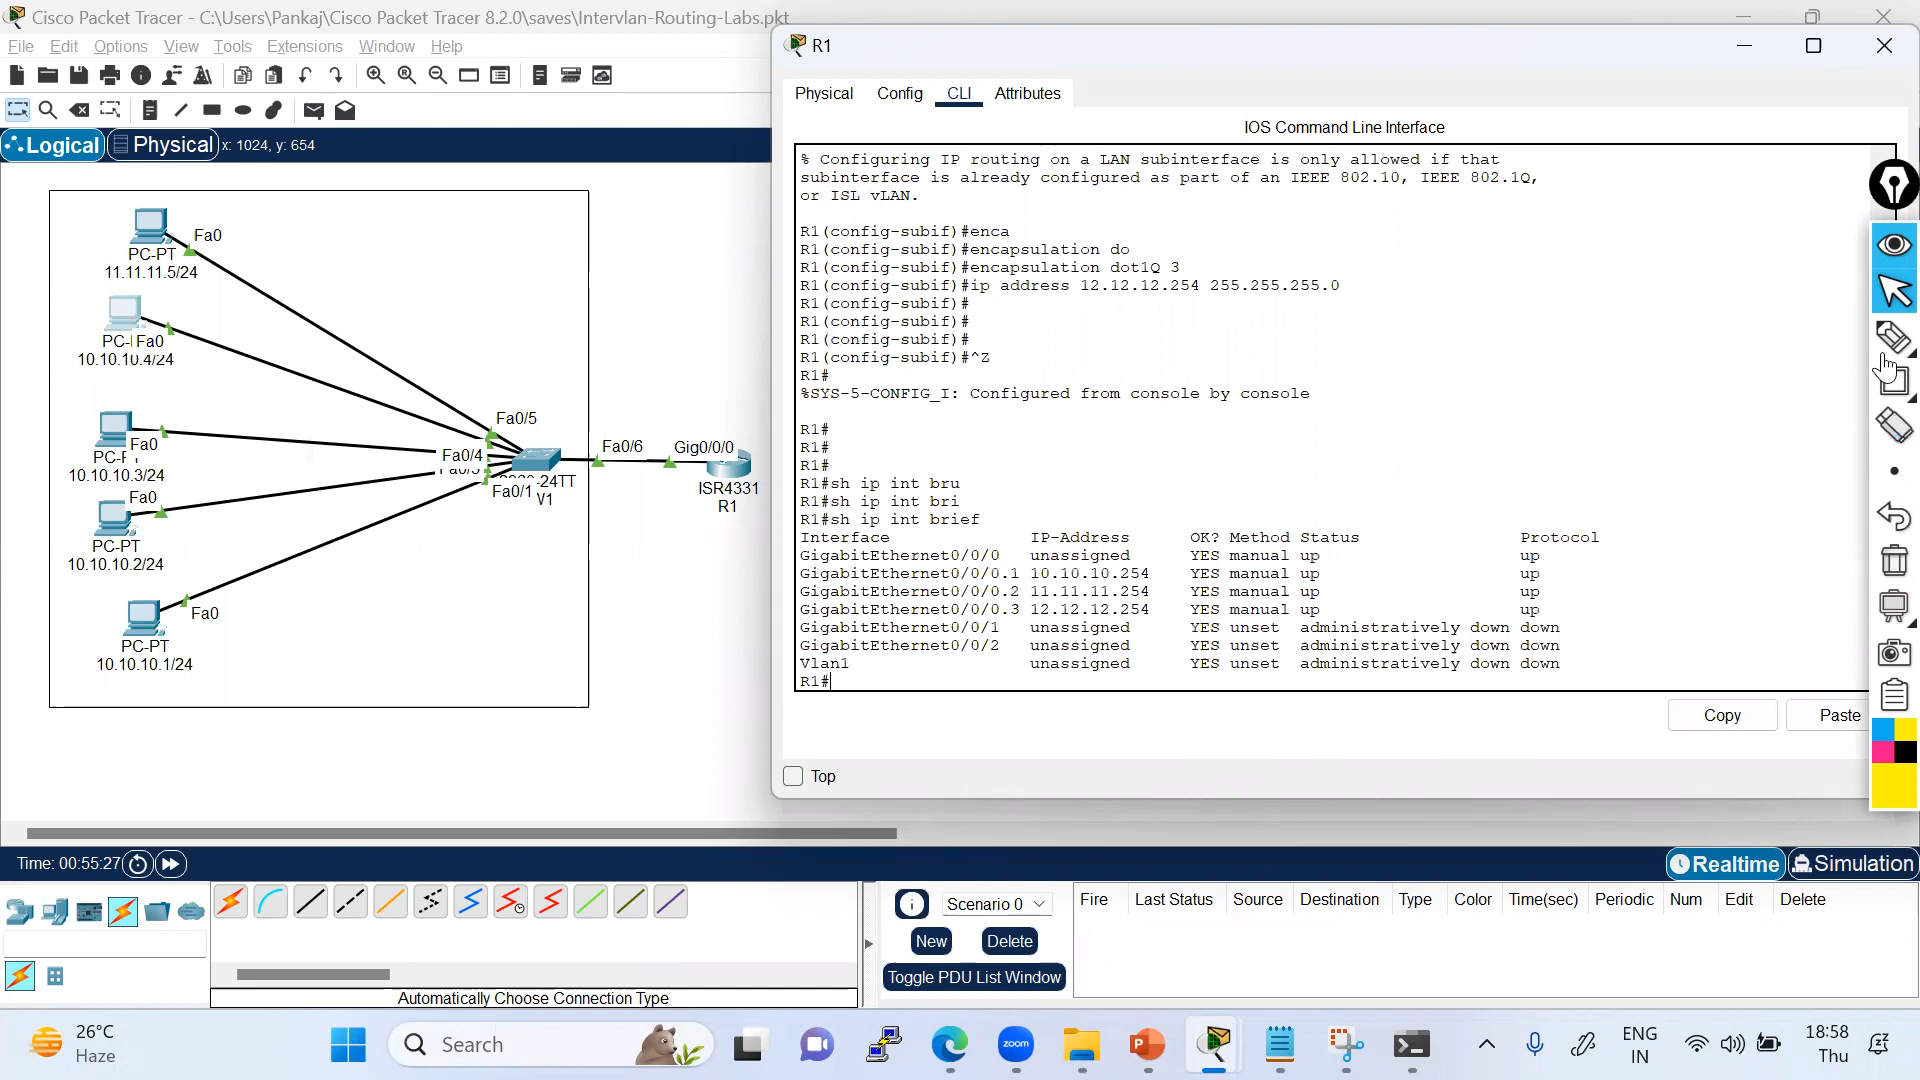 Cisco Packet Tracer - C:\Users\Pankaj\Cisco Packet Tracer 8.2.0\saves\Intervlan-Routing-Labs.pkt
File Edit Options View Tools Extensions Window Help
Logical Physical x: 1024, y: 654
Fa0
PC-PT
11.11.11.5/24
Fa0
10.10.10.4/24
Fa0
10.10.10.3/24
Fa0
PC-PT
10.10.10.2/24
Fa0
PC-PT
10.10.10.1/24
Fa0/5
Fa0/4
Fa0/1
Fa0/6
Gig0/0/0
ISR4331
R1
R1
Physical Config CLI Attributes
IOS Command Line Interface
% Configuring IP routing on a LAN subinterface is only allowed if that
subinterface is already configured as part of an IEEE 802.10, IEEE 802.1Q,
or ISL vLAN.
R1(config-subif)#enca
R1(config-subif)#encapsulation do
R1(config-subif)#encapsulation dot1Q 3
R1(config-subif)#ip address 12.12.12.254 255.255.255.0
R1(config-subif)#
R1(config-subif)#
R1(config-subif)#
R1(config-subif)#^Z
R1#
%SYS-5-CONFIG_I: Configured from console by console
R1#
R1#
R1#
R1#sh ip int bru
R1#sh ip int bri
R1#sh ip int brief
Interface IP-Address OK? Method Status Protocol
GigabitEthernet0/0/0 unassigned YES manual up up
GigabitEthernet0/0/0.1 10.10.10.254 YES manual up up
GigabitEthernet0/0/0.2 11.11.11.254 YES manual up up
GigabitEthernet0/0/0.3 12.12.12.254 YES manual up up
GigabitEthernet0/0/1 unassigned YES unset administratively down down
GigabitEthernet0/0/2 unassigned YES unset administratively down down
Vlan1 unassigned YES unset administratively down down
R1#
Copy Paste
Top
Time: 00:55:27
Realtime Simulation
Automatically Choose Connection Type
Scenario 0
New Delete
Toggle PDU List Window
Fire Last Status Source Destination Type Color Time(sec) Periodic Num Edit Delete
26°C
Haze
Search
zoom
ENG
IN
18:58
Thu